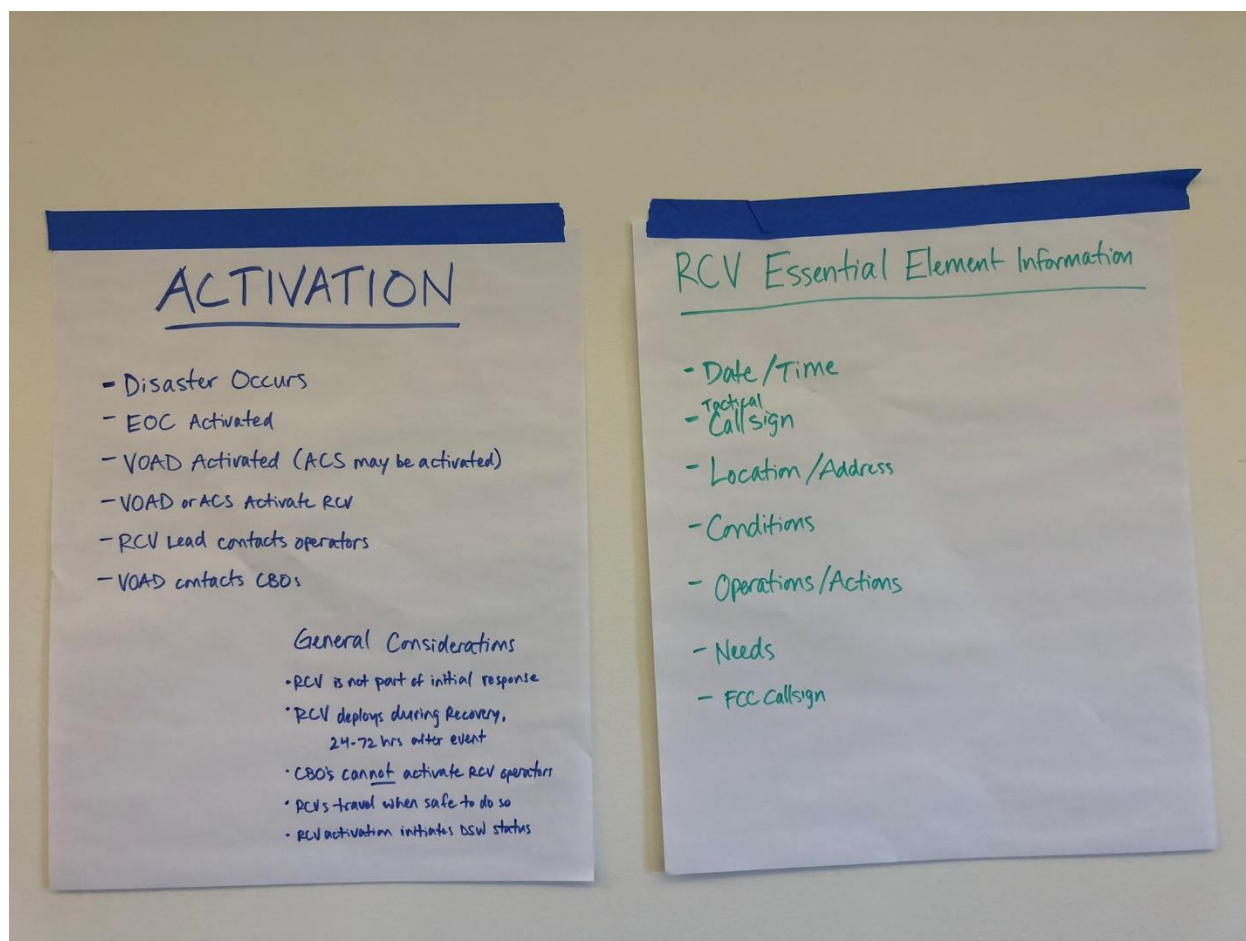 ACTIVATION
- Disaster Occurs
- EOC Activated
- VOAD Activated (ACS may be activated)
- VOAD or ACS Activate RCV
- RCV Lead contacts operators
- VOAD contacts CBOs
General Considerations
• RCV is not part of initial response
• RCV deploys during Recovery,
24-72 hrs after event
• CBO's cannot activate RCV operators
• RCVs travel when safe to do so
• RCV activation initiates DSW status
RCV Essential Element Information
- Date/Time
Tactical
- Callsign
- Location/Address
- Conditions
- Operations/Actions
- Needs
- FCC Callsign